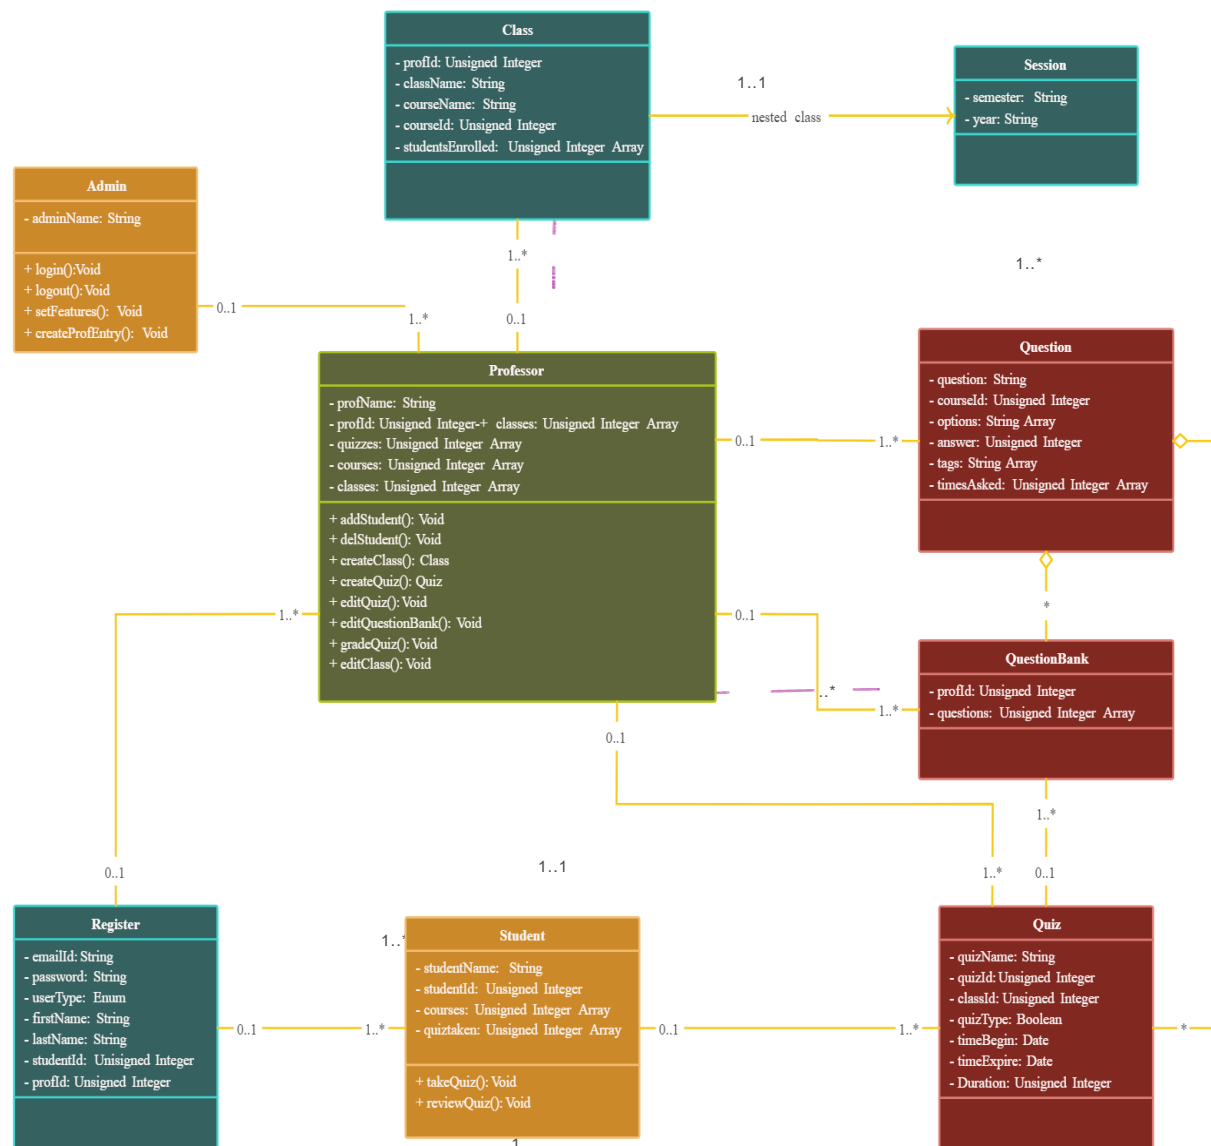 Class
- profId: Unsigned Integer
- className: String
- courseName: String
- courseId: Unsigned Integer
- studentsEnrolled: Unsigned Integer Array
1..1
nested class
Session
- semester: String
- year: String
Admin
- adminName: String
+ login():Void
+ logout():Void
+ setFeatures(): Void
+ createProfEntry(): Void
0..1
1..*
1..*
0..1
1..*
Professor
- profName: String
- profId: Unsigned Integer-+ classes: Unsigned Integer Array
- quizzes: Unsigned Integer Array
- courses: Unsigned Integer Array
- classes: Unsigned Integer Array
+ addStudent(): Void
+ delStudent(): Void
+ createClass(): Class
+ createQuiz(): Quiz
+ editQuiz():Void
+ editQuestionBank(): Void
+ gradeQuiz():Void
+ editClass():Void
0..1
1..*
Question
- question: String
- courseId: Unsigned Integer
- options: String Array
- answer: Unsigned Integer
- tags: String Array
- timesAsked: Unsigned Integer Array
*
1..*
0..1
..*
1..*
QuestionBank
- profId: Unsigned Integer
- questions: Unsigned Integer Array
0..1
1..*
0..1
1..*
0..1
1..1
1..*
Register
- emailId:String
- password: String
- userType: Enum
- firstName: String
- lastName: String
- studentId: Unisigned Integer
- profId: Unsigned Integer
0..1
1..*
Student
- studentName: String
- studentId: Unsigned Integer
- courses: Unsigned Integer Array
- quiztaken: Unsigned Integer Array
+ takeQuiz():Void
+ reviewQuiz():Void
0..1
1..*
Quiz
- quizName: String
- quizId:Unsigned Integer
- classId:Unsigned Integer
- quizType: Boolean
- timeBegin: Date
- timeExpire: Date
- Duration: Unsigned Integer
*